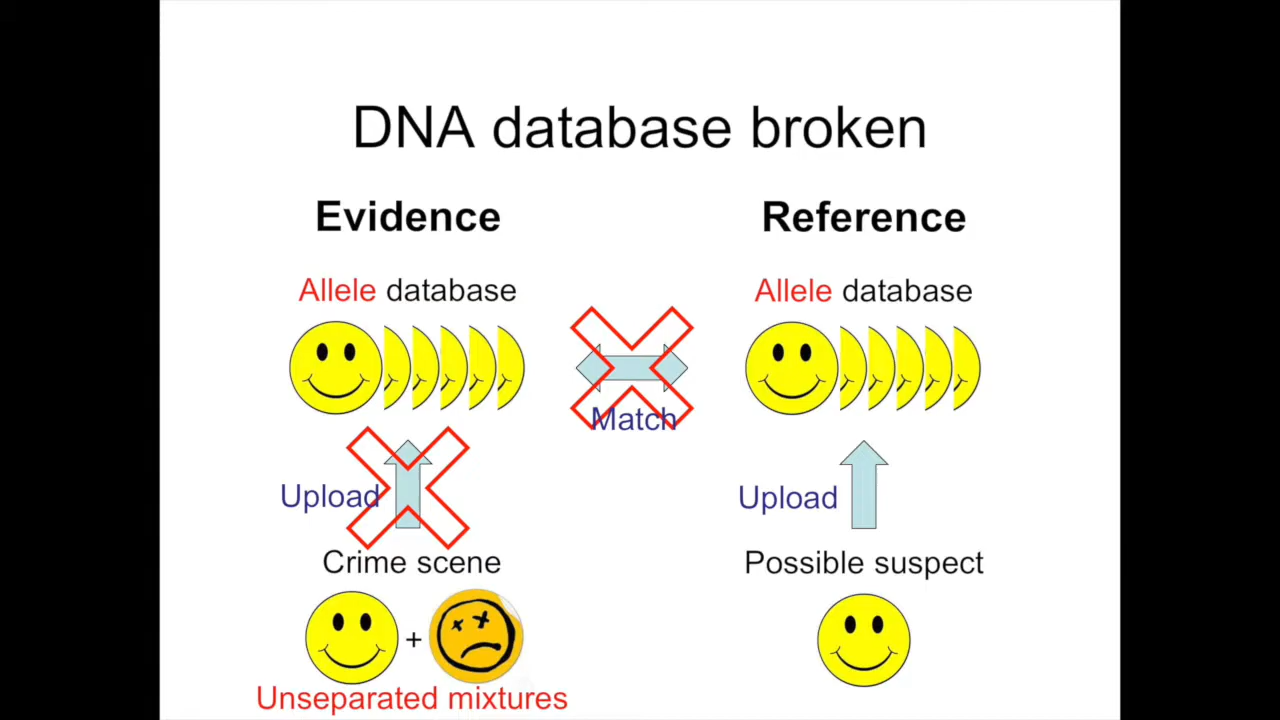 DNA database broken
Evidence
Reference
Allele database
Allele database
Match
Upload
Upload
Crime scene
Possible suspect
+
Unseparated mixtures